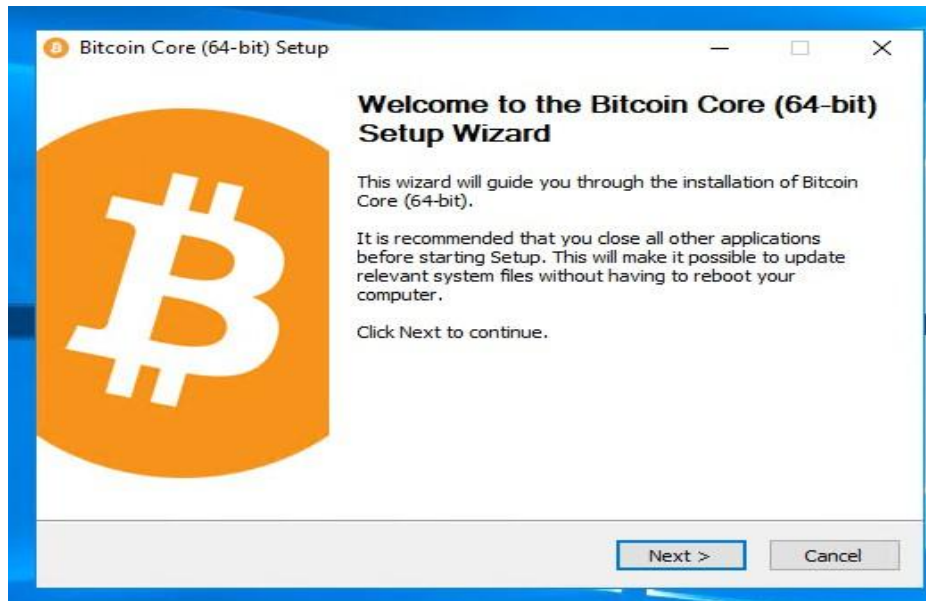 Bitcoin Core (64-bit) Setup
Welcome to the Bitcoin Core (64-bit)
Setup Wizard
This wizard will guide you through the installation of Bitcoin
Core (64-bit).
It is recommended that you close all other applications
before starting Setup. This will make it possible to update
relevant system files without having to reboot your
computer.
Click Next to continue.
Next >
Cancel